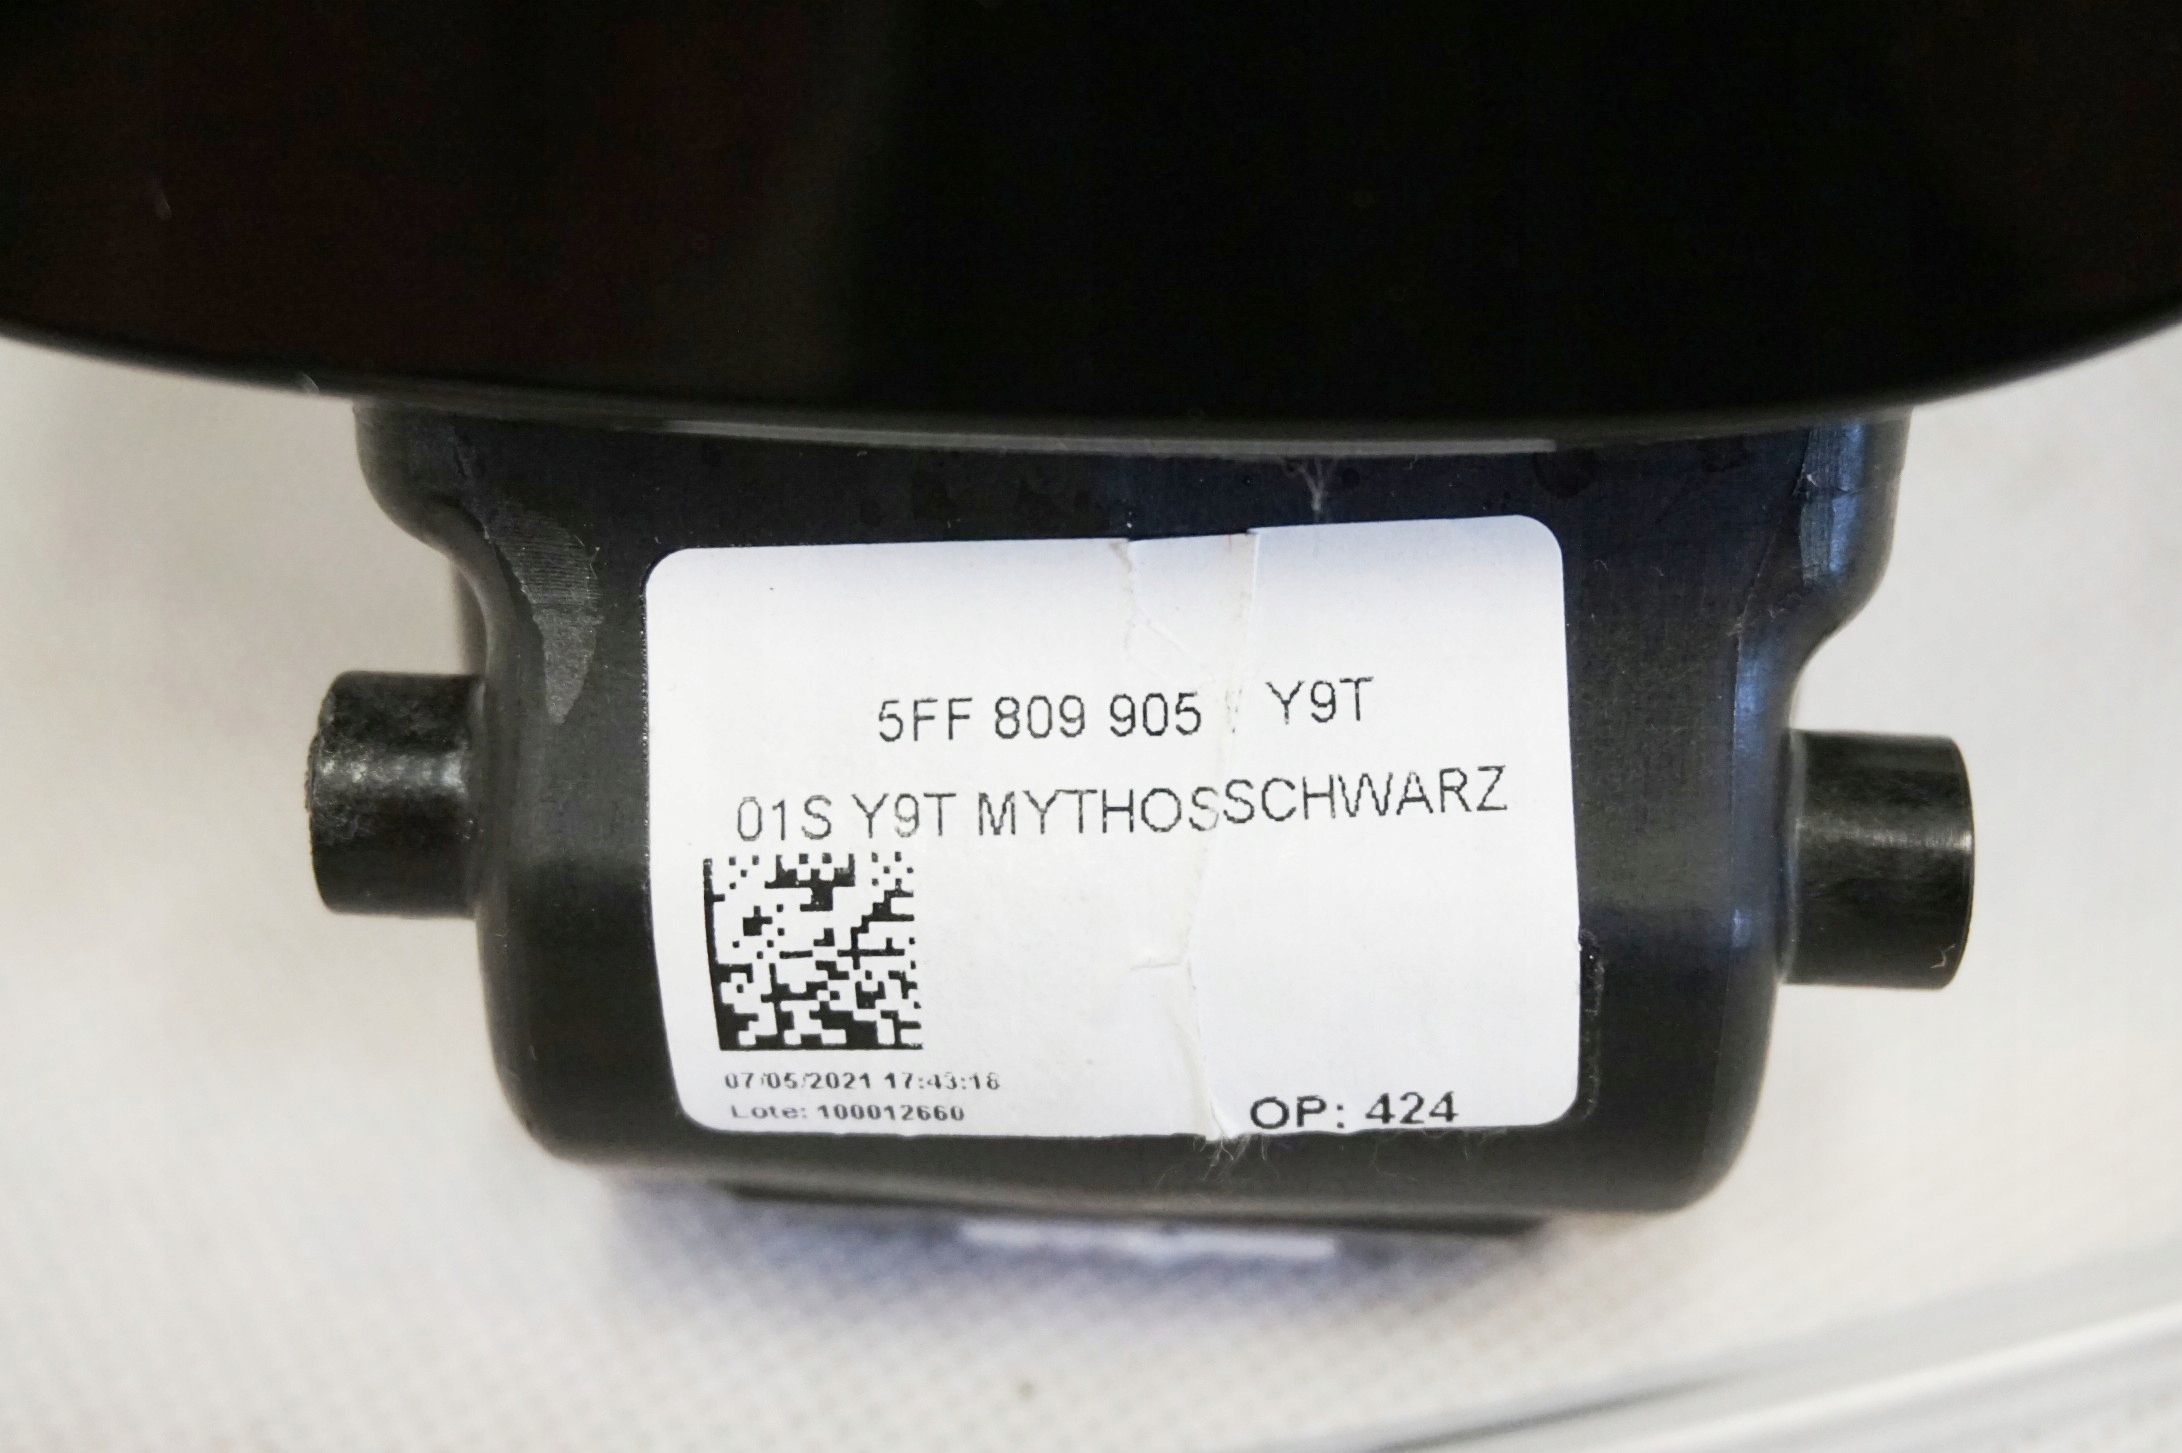 5FF 809 905 Y9T
01S Y9T MYTHOSSCHWARZ
07/05/2021 17:43:18
Lote: 100012660
OP: 424